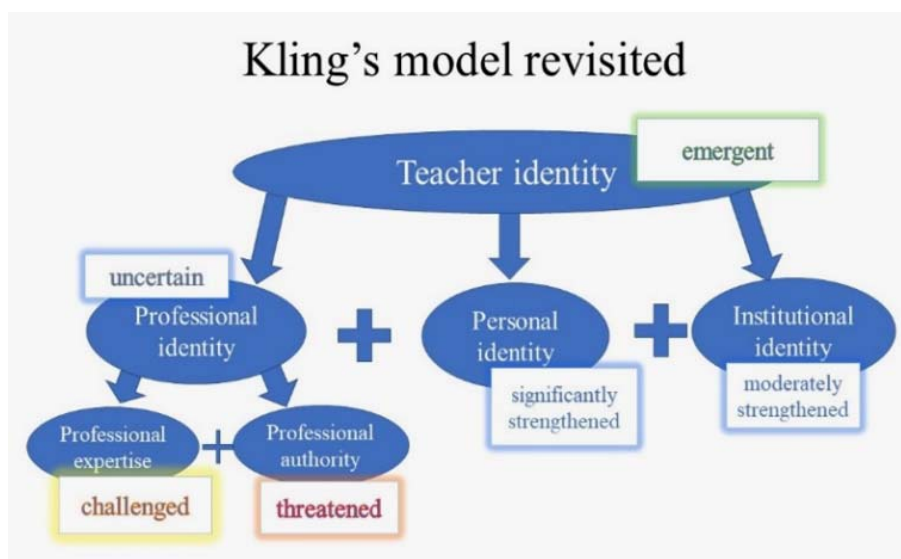 Kling’s model revisited
Teacher identity
emergent
uncertain
Professional
identity
Personal
identity
significantly
strengthened
Institutional
identity
moderately
strengthened
Professional
expertise
challenged
Professional
authority
threatened